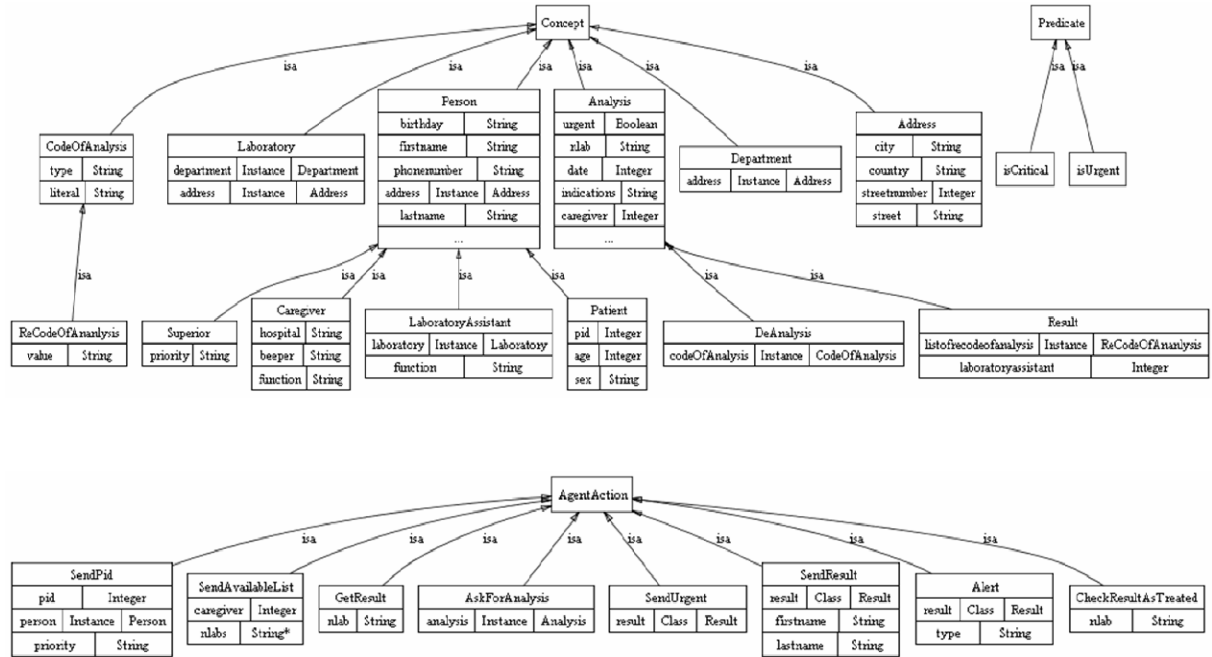 Concept
Predicate
isa isa isa isa isa isa isa isa
Person
birthday String
firstname String
phonenumber String
address Instance Address
lastname String
...
Analysis
urgent Boolean
nlab String
date Integer
indications String
caregiver Integer
...
Address
city String
country String
streetnumber Integer
street String
CodeOfAnalysis
type String
literal String
Laboratory
department Instance Department
address Instance Address
Department
address Instance Address
isCritical
isUrgent
isa isa isa isa isa isa isa
ReCodeOfAnanlysis
value String
Superior
priority String
Caregiver
hospital String
beeper String
function String
LaboratoryAssistant
laboratory Instance Laboratory
function String
Patient
pid Integer
age Integer
sex String
DeAnalysis
codeOfAnalysis Instance CodeOfAnalysis
Result
listofrecodeofanalysis Instance ReCodeOfAnanlysis
laboratoryassistant Integer
AgentAction
isa isa isa isa isa isa isa isa
SendPid
pid Integer
person Instance Person
priority String
SendAvailableList
caregiver Integer
nlabs String*
GetResult
nlab String
AskForAnalysis
analysis Instance Analysis
SendUrgent
result Class Result
SendResult
result Class Result
firstname String
lastname String
Alert
result Class Result
type String
CheckResultAsTreated
nlab String